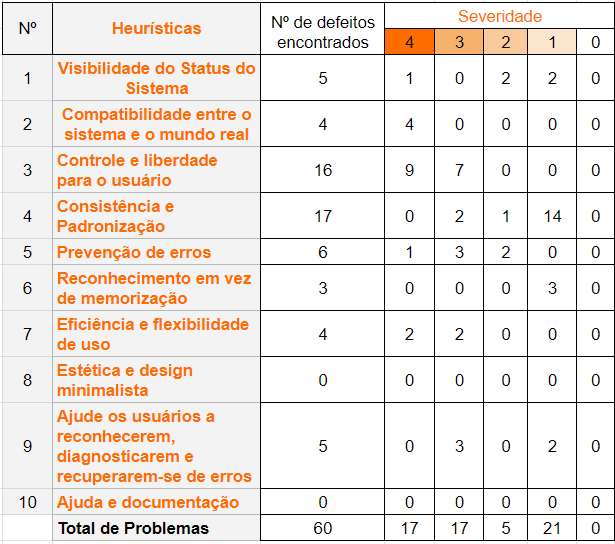 Nº Heurísticas Nº de defeitos encontrados Severidade
4 3 2 1 0
1 Visibilidade do Status do Sistema 5 1 0 2 2 0
2 Compatibilidade entre o sistema e o mundo real 4 4 0 0 0 0
3 Controle e liberdade para o usuário 16 9 7 0 0 0
4 Consistência e Padronização 17 0 2 1 14 0
5 Prevenção de erros 6 1 3 2 0 0
6 Reconhecimento em vez de memorização 3 0 0 0 3 0
7 Eficiência e flexibilidade de uso 4 2 2 0 0 0
8 Estética e design minimalista 0 0 0 0 0 0
9 Ajude os usuários a reconhecerem, diagnosticarem e recuperarem-se de erros 5 0 3 0 2 0
10 Ajuda e documentação 0 0 0 0 0 0
Total de Problemas 60 17 17 5 21 0